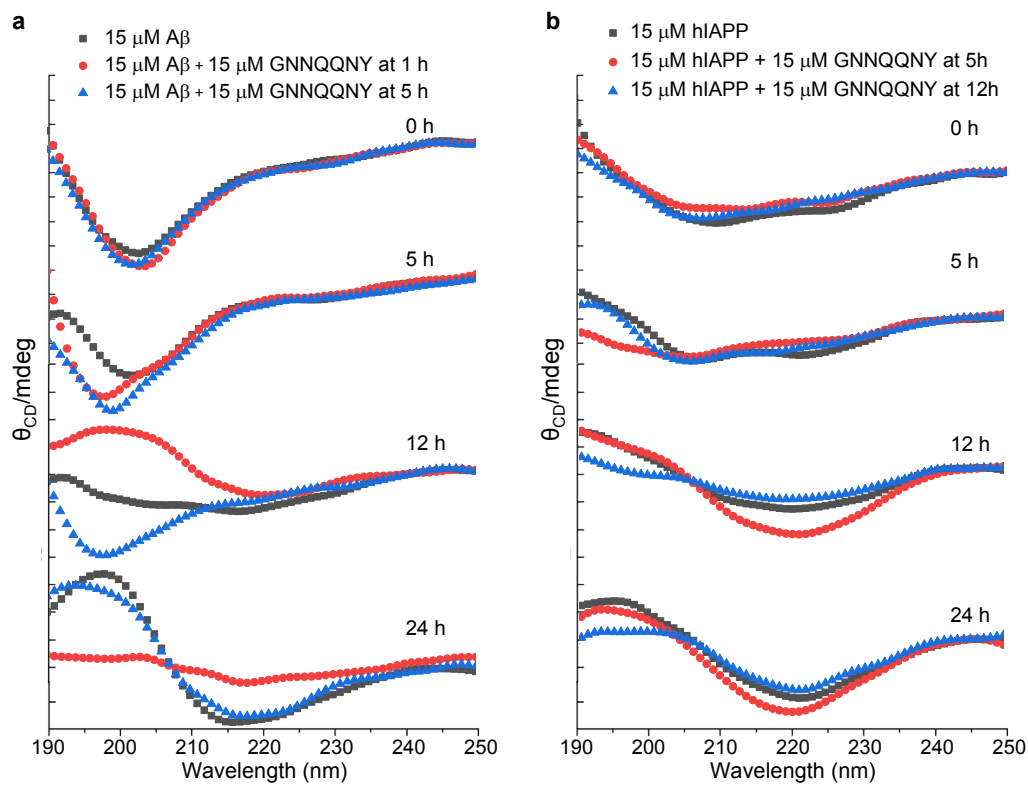 a
15 μM Aβ
15 μM Aβ + 15 μM GNNQQNY at 1 h
15 μM Aβ + 15 μM GNNQQNY at 5 h
0 h
5 h
12 h
24 h
θCD/mdeg
190 200 210 220 230 240 250
Wavelength (nm)
b
15 μM hIAPP
15 μM hIAPP + 15 μM GNNQQNY at 5h
15 μM hIAPP + 15 μM GNNQQNY at 12h
0 h
5 h
12 h
24 h
θCD/mdeg
190 200 210 220 230 240 250
Wavelength (nm)